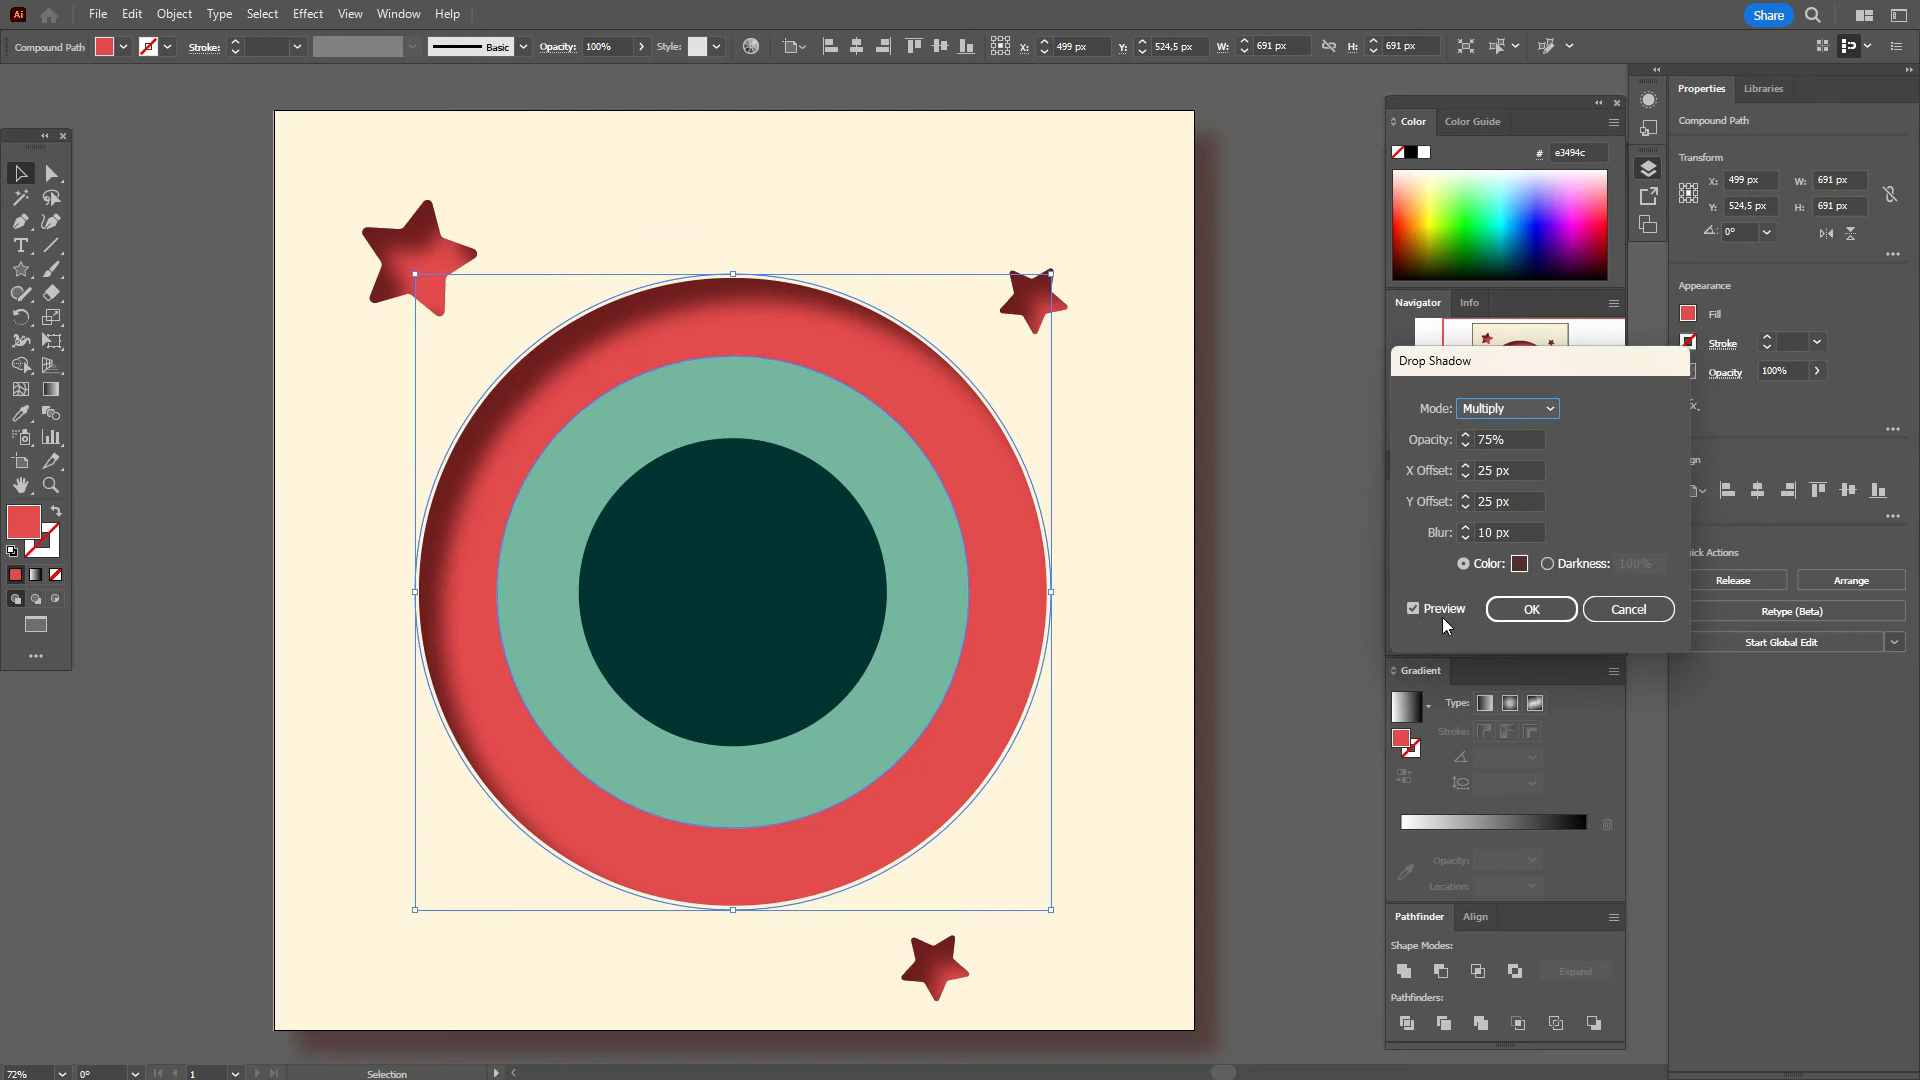 Ai File Edit Object Type Select Effect View Window Help Share
Compound Path Stroke: Basic Opacity: 100% Style: X: 499 px Y: 524,5 px W: 691 px H: 691 px
Properties Libraries
Compound Path
Transform
X: 499 px W: 691 px
Y: 524,5 px H: 691 px
0°
Appearance
Fill
Stroke
Opacity 100%
Color Color Guide
# e3494c
Navigator Info
Drop Shadow
Mode: Multiply
Opacity: 75%
X Offset: 25 px
Y Offset: 25 px
Blur: 10 px
Color: Darkness: 100%
Preview OK Cancel
Release Arrange
Retype (Beta)
Start Global Edit
Gradient
Type:
Stroke:
Opacity:
Location:
Pathfinder Align
Shape Modes:
Expand
Pathfinders:
72% 0° 1 Selection